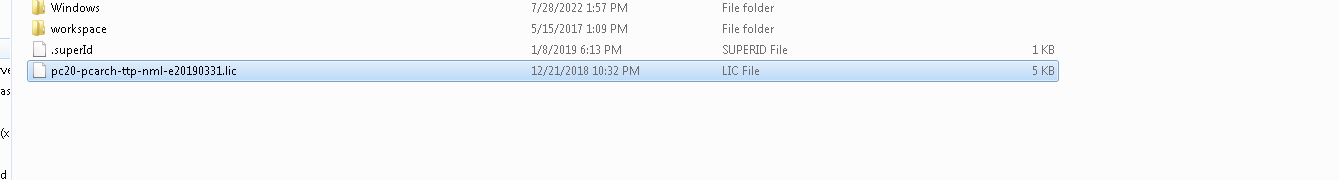 Windows 7/28/2022 1:57 PM File folder
workspace 5/15/2017 1:09 PM File folder
.superId 1/8/2019 6:13 PM SUPERID File 1 KB
ve pc20-pcarch-ttp-nml-e20190331.lic 12/21/2018 10:32 PM LIC File 5 KB
as
(x
d